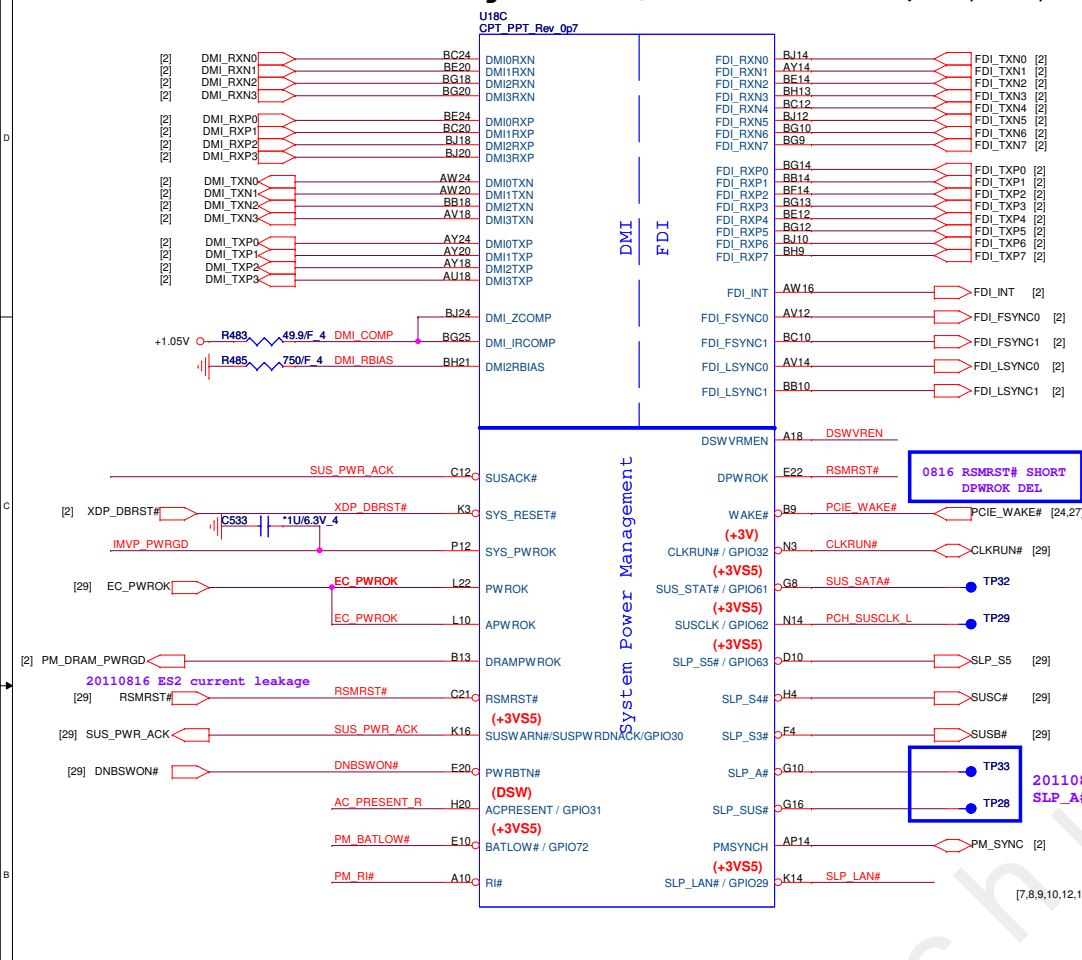 U18C
CPT_PPT_Rev_0p7
[2] DMI_RXN0 BC24 DMI0RXN FDI_RXN0 BJ14 FDI_TXN0 [2]
[2] DMI_RXN1 BE20 DMI1RXN FDI_RXN1 AY14 FDI_TXN1 [2]
[2] DMI_RXN2 BG18 DMI2RXN FDI_RXN2 BE14 FDI_TXN2 [2]
[2] DMI_RXN3 BG20 DMI3RXN FDI_RXN3 BH13 FDI_TXN3 [2]
FDI_RXN4 BC12 FDI_TXN4 [2]
[2] DMI_RXP0 BE24 DMI0RXP FDI_RXN5 BJ12 FDI_TXN5 [2]
[2] DMI_RXP1 BC20 DMI1RXP FDI_RXN6 BG10 FDI_TXN6 [2]
[2] DMI_RXP2 BJ18 DMI2RXP FDI_RXN7 BG9 FDI_TXN7 [2]
[2] DMI_RXP3 BJ20 DMI3RXP
FDI_RXP0 BG14 FDI_TXP0 [2]
[2] DMI_TXN0 AW24 DMI0TXN FDI_RXP1 BB14 FDI_TXP1 [2]
[2] DMI_TXN1 AW20 DMI1TXN FDI_RXP2 BF14 FDI_TXP2 [2]
[2] DMI_TXN2 BB18 DMI2TXN FDI_RXP3 BG13 FDI_TXP3 [2]
[2] DMI_TXN3 AV18 DMI3TXN FDI_RXP4 BE12 FDI_TXP4 [2]
FDI_RXP5 BG12 FDI_TXP5 [2]
[2] DMI_TXP0 AY24 DMI0TXP FDI_RXP6 BJ10 FDI_TXP6 [2]
[2] DMI_TXP1 AY20 DMI1TXP FDI_RXP7 BH9 FDI_TXP7 [2]
[2] DMI_TXP2 AY18 DMI2TXP
[2] DMI_TXP3 AU18 DMI3TXP
DMI FDI
FDI_INT AW16 FDI_INT [2]
BJ24 DMI_ZCOMP FDI_FSYNC0 AV12 FDI_FSYNC0 [2]
+1.05V R483 49.9/F_4 DMI_COMP BG25 DMI_IRCOMP FDI_FSYNC1 BC10 FDI_FSYNC1 [2]
R485 750/F_4 DMI_RBIAS BH21 DMI2RBIAS FDI_LSYNC0 AV14 FDI_LSYNC0 [2]
FDI_LSYNC1 BB10 FDI_LSYNC1 [2]
System Power Management
DSWVRMEN A18 DSWVREN
SUS_PWR_ACK C12 SUSACK# DPWROK E22 RSMRST#
0816 RSMRST# SHORT
DPWROK DEL
[2] XDP_DBRST# XDP_DBRST# K3 SYS_RESET# WAKE# B9 PCIE_WAKE# PCIE_WAKE# [24,27]
C533 *1U/6.3V_4
(+3V)
IMVP_PWRGD P12 SYS_PWROK CLKRUN# / GPIO32 N3 CLKRUN# CLKRUN# [29]
(+3VS5)
[29] EC_PWROK EC_PWROK L22 PWROK SUS_STAT# / GPIO61 G8 SUS_SATA# TP32
(+3VS5)
EC_PWROK L10 APWROK SUSCLK / GPIO62 N14 PCH_SUSCLK_L TP29
(+3VS5)
[2] PM_DRAM_PWRGD B13 DRAMPWROK SLP_S5# / GPIO63 D10 SLP_S5 [29]
20110816 ES2 current leakage
[29] RSMRST# RSMRST# C21 RSMRST# SLP_S4# H4 SUSC# [29]
(+3VS5)
[29] SUS_PWR_ACK SUS_PWR_ACK K16 SUSWARN#/SUSPWRDNACK/GPIO30 SLP_S3# F4 SUSB# [29]
[29] DNBSWON# DNBSWON# E20 PWRBTN# SLP_A# G10 TP33
(DSW)
AC_PRESENT_R H20 ACPRESENT / GPIO31 SLP_SUS# G16 TP28
(+3VS5)
PM_BATLOW# E10 BATLOW# / GPIO72 PMSYNCH AP14 PM_SYNC [2]
(+3VS5)
PM_RI# A10 RI# SLP_LAN# / GPIO29 K14 SLP_LAN#
[7,8,9,10,12,1
D
C
B